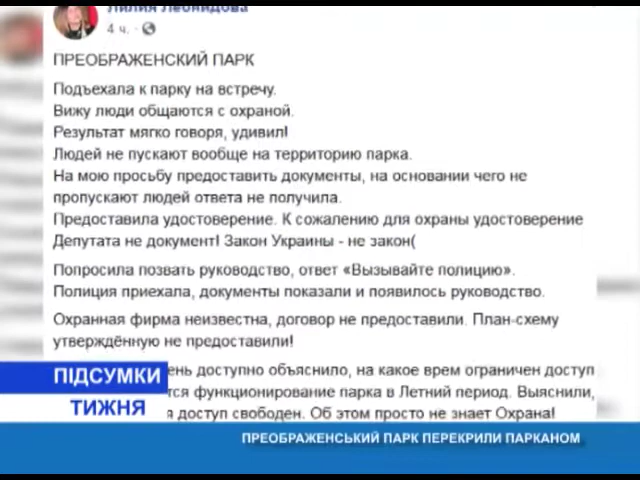 Лилия Леонидова
4 ч.
ПРЕОБРАЖЕНСКИЙ ПАРК
Подъехала к парку на встречу.
Вижу люди общаются с охраной.
Результат мягко говоря, удивил!
Людей не пускают вообще на территорию парка.
На мою просьбу предоставить документы, на основании чего не
пропускают людей ответа не получила.
Предоставила удостоверение. К сожалению для охраны удостоверение
Депутата не документ! Закон Украины - не закон(
Попросила позвать руководство, ответ «Вызывайте полицию».
Полиция приехала, документы показали и появилось руководство.
Охранная фирма неизвестна, договор не предоставили. План-схему
утверждённую не предоставили!
доступно объяснило, на какое врем ограничен доступ
функционирование парка в Летний период. Выяснили,
доступ свободен. Об этом просто не знает Охрана!
ПІДСУМКИ
ТИЖНЯ
ПРЕОБРАЖЕНСЬКИЙ ПАРК ПЕРЕКРИЛИ ПАРКАНОМ